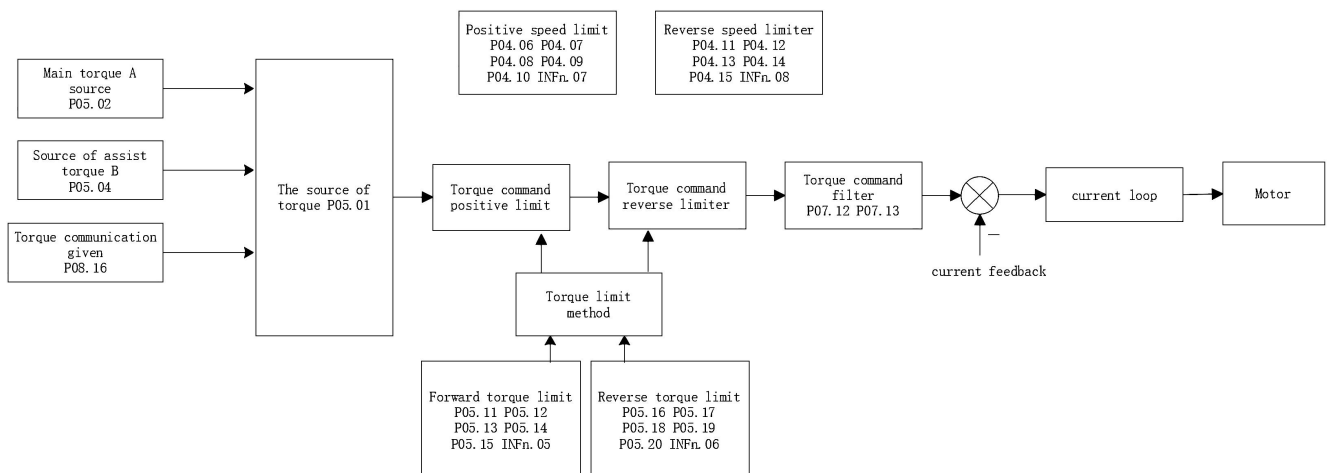 Positive speed limit
P04.06 P04.07
P04.08 P04.09
P04.10 INFn.07
Reverse speed limiter
P04.11 P04.12
P04.13 P04.14
P04.15 INFn.08
Main torque A
source
P05.02
Source of assist
torque B
P05.04
Torque communication
given
P08.16
The source of
torque P05.01
Torque command
positive limit
Torque command
reverse limiter
Torque command
filter
P07.12 P07.13
−
current feedback
current loop
Motor
Torque limit
method
Forward torque limit
P05.11 P05.12
P05.13 P05.14
P05.15 INFn.05
Reverse torque limit
P05.16 P05.17
P05.18 P05.19
P05.20 INFn.06